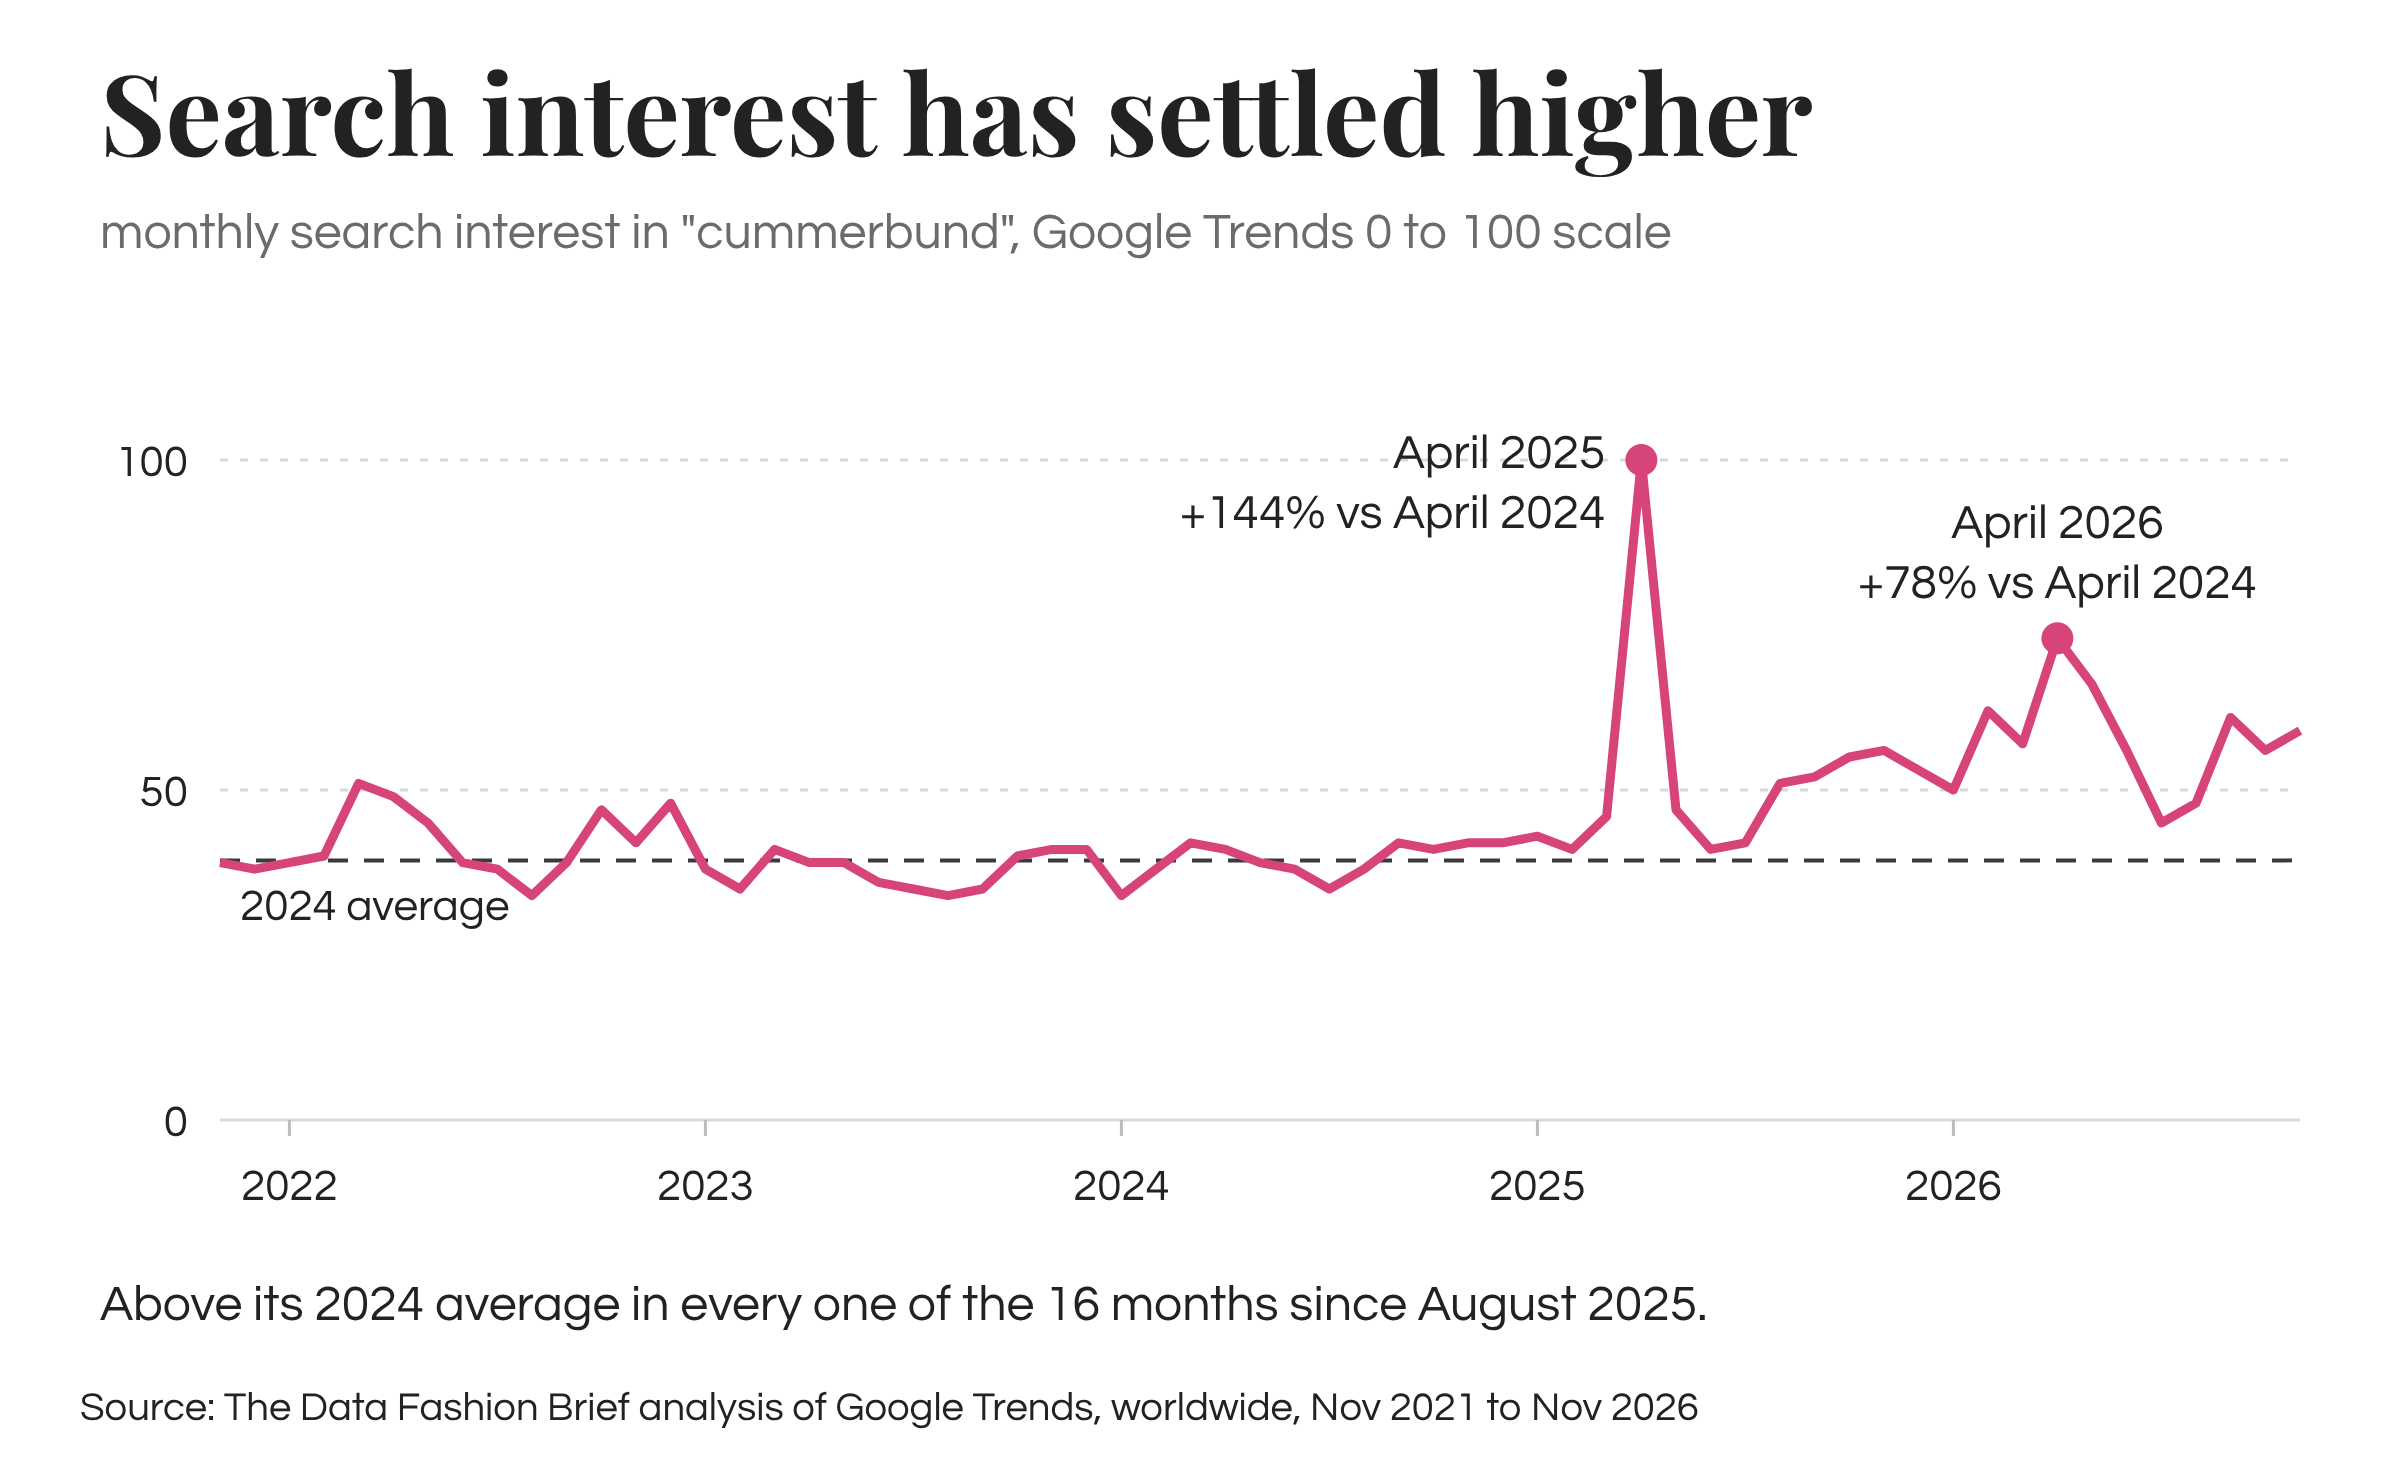 Search interest has settled higher
monthly search interest in "cummerbund", Google Trends 0 to 100 scale
100
April 2025
+144% vs April 2024
April 2026
+78% vs April 2024
50
2024 average
0
2022
2023
2024
2025
2026
Above its 2024 average in every one of the 16 months since August 2025.
Source: The Data Fashion Brief analysis of Google Trends, worldwide, Nov 2021 to Nov 2026